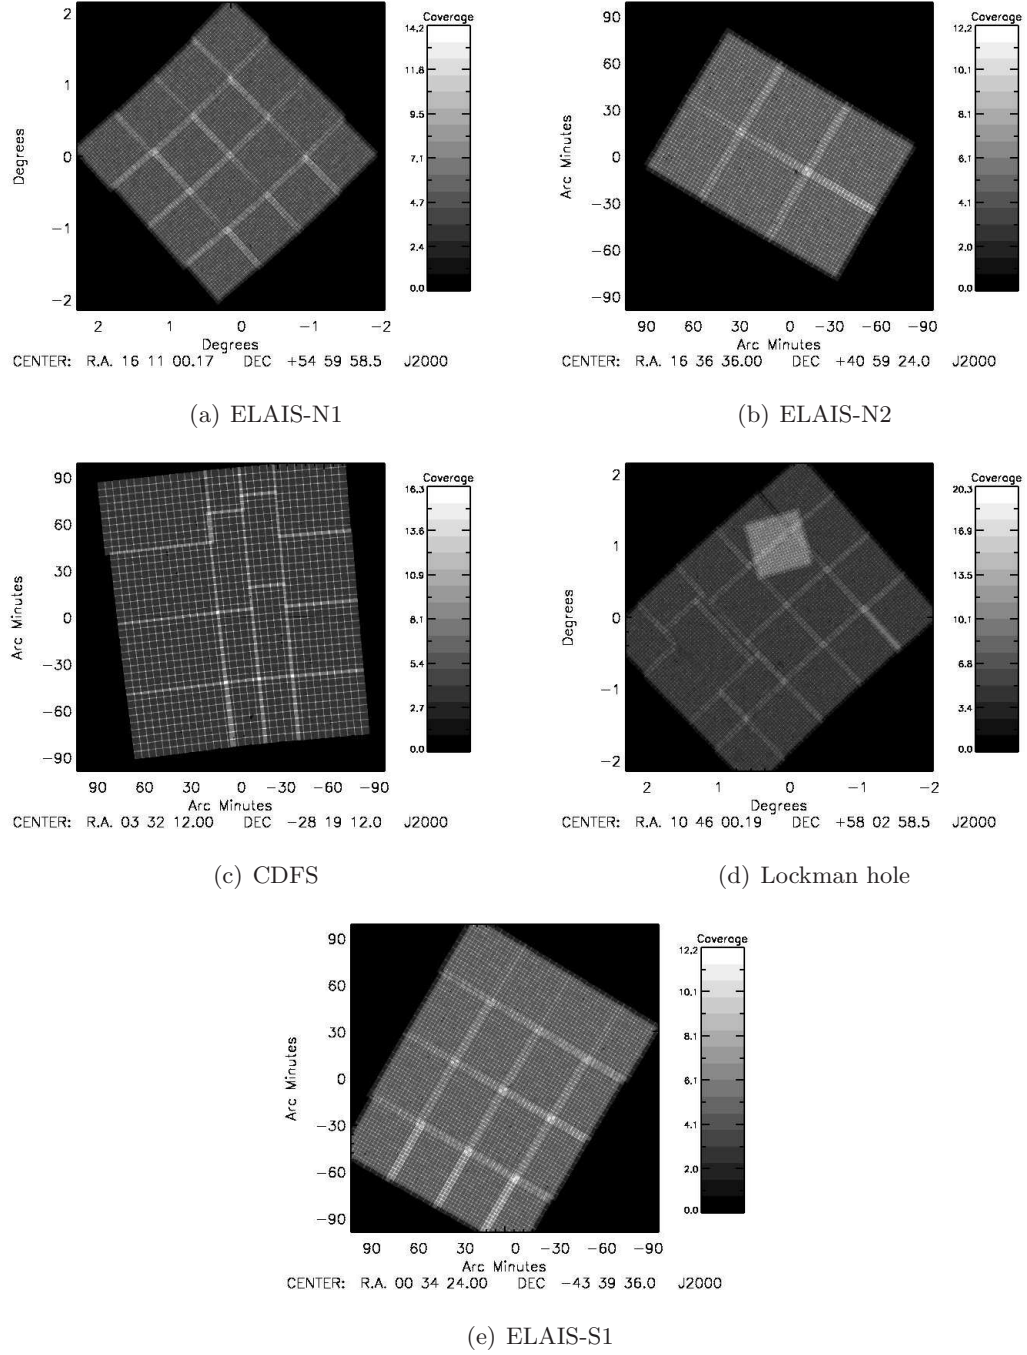 Coverage
14.2
11.8
9.5
7.1
4.7
2.4
0.0
2
1
0
−1
−2
Degrees
2 1 0 −1 −2
Degrees
CENTER: R.A. 16 11 00.17 DEC +54 59 58.5 J2000
(a) ELAIS-N1
Coverage
12.2
10.1
8.1
6.1
4.1
2.0
0.0
90
60
30
0
−30
−60
−90
Arc Minutes
90 60 30 0 −30 −60 −90
Arc Minutes
CENTER: R.A. 16 36 36.00 DEC +40 59 24.0 J2000
(b) ELAIS-N2
Coverage
16.3
13.6
10.9
8.1
5.4
2.7
0.0
90
60
30
0
−30
−60
−90
Arc Minutes
90 60 30 0 −30 −60 −90
Arc Minutes
CENTER: R.A. 03 32 12.00 DEC −28 19 12.0 J2000
(c) CDFS
Coverage
20.3
16.9
13.5
10.2
6.8
3.4
0.0
2
1
0
−1
−2
Degrees
2 1 0 −1 −2
Degrees
CENTER: R.A. 10 46 00.19 DEC +58 02 58.5 J2000
(d) Lockman hole
Coverage
12.2
10.1
8.1
6.1
4.1
2.0
0.0
90
60
30
0
−30
−60
−90
Arc Minutes
90 60 30 0 −30 −60 −90
Arc Minutes
CENTER: R.A. 00 34 24.00 DEC −43 39 36.0 J2000
(e) ELAIS-S1